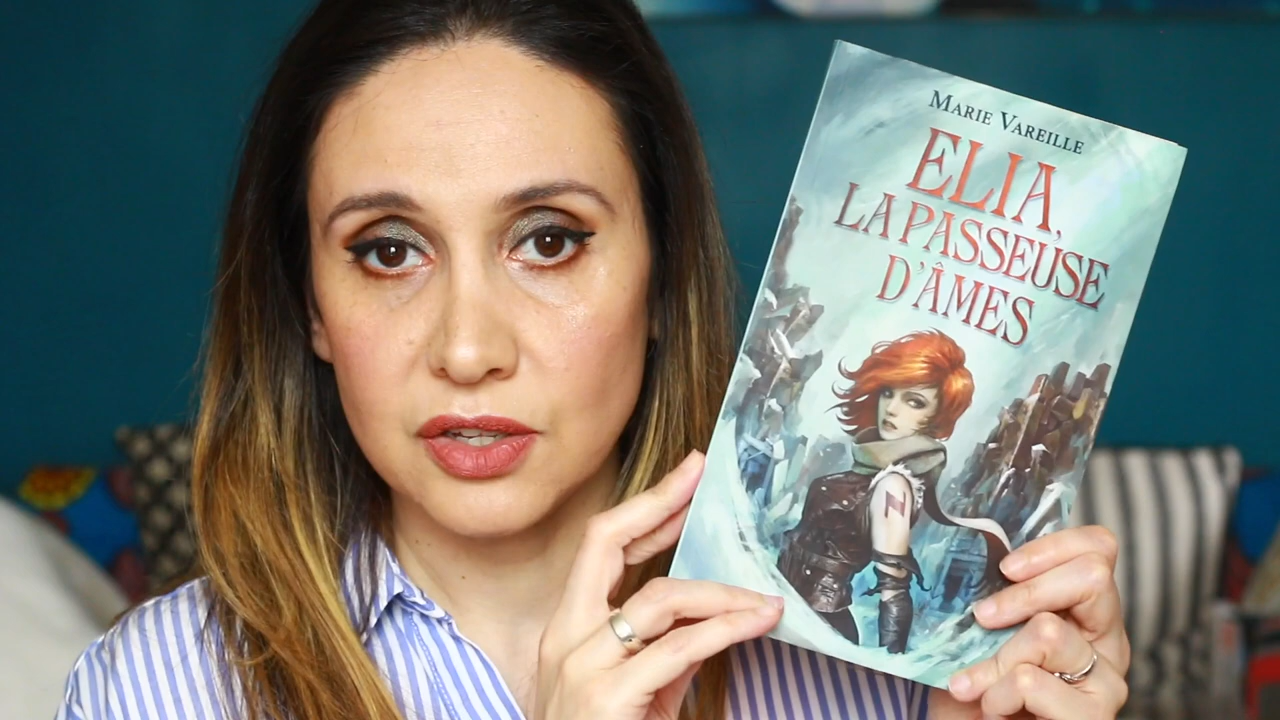 MARIE VAREILLE
ELIA,
LA PASSEUSE
D'ÂMES
N